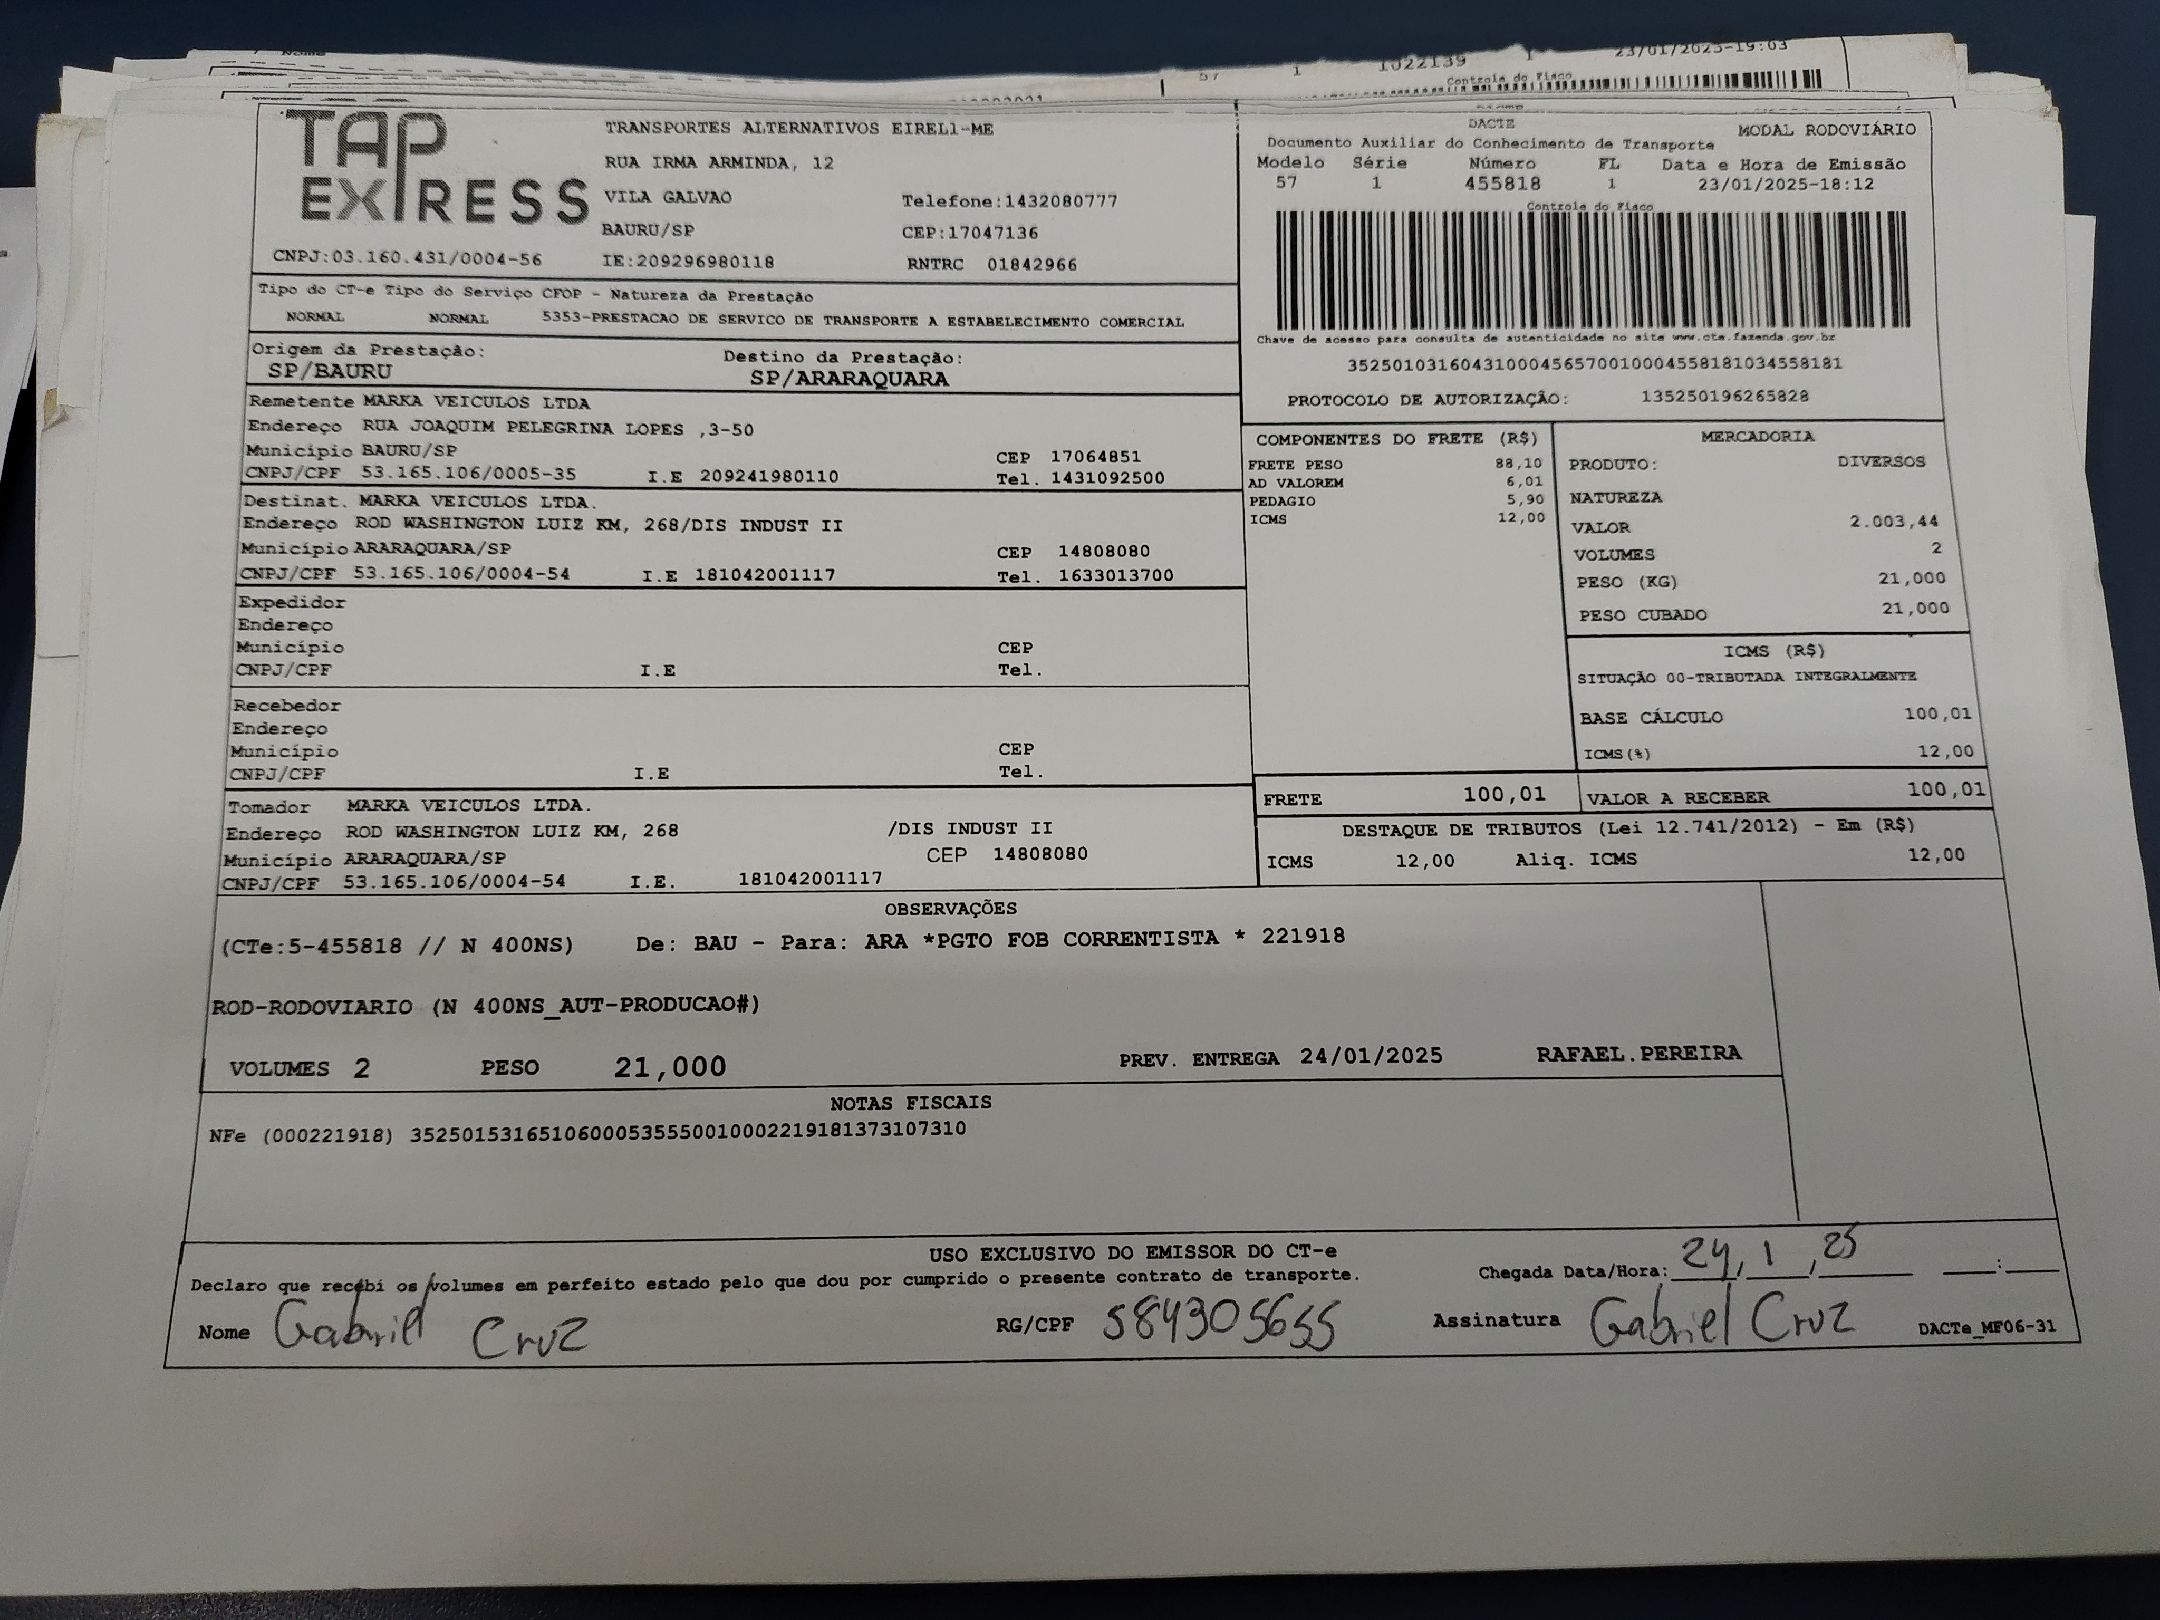 57 1 1022139 1 23/01/2025-19:03
Controle do Fisco
TAP EXPRESS
TRANSPORTES ALTERNATIVOS EIREL1-ME
RUA IRMA ARMINDA, 12
VILA GALVAO Telefone:1432080777
BAURU/SP CEP:17047136
CNPJ:03.160.431/0004-56 IE:209296980118 RNTRC 01842966
DACTE MODAL RODOVIÁRIO
Documento Auxiliar do Conhecimento de Transporte
Modelo Série Número FL Data e Hora de Emissão
57 1 455818 1 23/01/2025-18:12
Controle do Fisco
Chave de acesso para consulta de autenticidade no site www.cte.fazenda.gov.br
35250103160431000456570010004558181034558181
PROTOCOLO DE AUTORIZAÇÃO: 135250196265828
Tipo do CT-e Tipo do Serviço CFOP - Natureza da Prestação
NORMAL NORMAL 5353-PRESTACAO DE SERVICO DE TRANSPORTE A ESTABELECIMENTO COMERCIAL
Origem da Prestação: Destino da Prestação:
SP/BAURU SP/ARARAQUARA
Remetente MARKA VEICULOS LTDA
Endereço RUA JOAQUIM PELEGRINA LOPES ,3-50
Município BAURU/SP CEP 17064851
CNPJ/CPF 53.165.106/0005-35 I.E 209241980110 Tel. 1431092500
Destinat. MARKA VEICULOS LTDA.
Endereço ROD WASHINGTON LUIZ KM, 268/DIS INDUST II
Município ARARAQUARA/SP CEP 14808080
CNPJ/CPF 53.165.106/0004-54 I.E 181042001117 Tel. 1633013700
Expedidor
Endereço
Município CEP
CNPJ/CPF I.E Tel.
Recebedor
Endereço
Município CEP
CNPJ/CPF I.E Tel.
Tomador MARKA VEICULOS LTDA.
Endereço ROD WASHINGTON LUIZ KM, 268 /DIS INDUST II
Município ARARAQUARA/SP CEP 14808080
CNPJ/CPF 53.165.106/0004-54 I.E. 181042001117
COMPONENTES DO FRETE (R$)
FRETE PESO 88,10
AD VALOREM 6,01
PEDAGIO 5,90
ICMS 12,00
MERCADORIA
PRODUTO: DIVERSOS
NATUREZA
VALOR 2.003,44
VOLUMES 2
PESO (KG) 21,000
PESO CUBADO 21,000
ICMS (R$)
SITUAÇÃO 00-TRIBUTADA INTEGRALMENTE
BASE CÁLCULO 100,01
ICMS(%) 12,00
FRETE 100,01 VALOR A RECEBER 100,01
DESTAQUE DE TRIBUTOS (Lei 12.741/2012) - Em (R$)
ICMS 12,00 Aliq. ICMS 12,00
OBSERVAÇÕES
(CTe:5-455818 // N 400NS) De: BAU - Para: ARA *PGTO FOB CORRENTISTA * 221918
ROD-RODOVIARIO (N 400NS_AUT-PRODUCAO#)
VOLUMES 2 PESO 21,000 PREV. ENTREGA 24/01/2025 RAFAEL.PEREIRA
NOTAS FISCAIS
NFe (000221918) 35250153165106000535550010002219181373107310
USO EXCLUSIVO DO EMISSOR DO CT-e
Declaro que recebi os volumes em perfeito estado pelo que dou por cumprido o presente contrato de transporte. Chegada Data/Hora: 24, 1 ,25 :
Nome Gabriel Cruz RG/CPF 584305655 Assinatura Gabriel Cruz DACTe_MF06-31